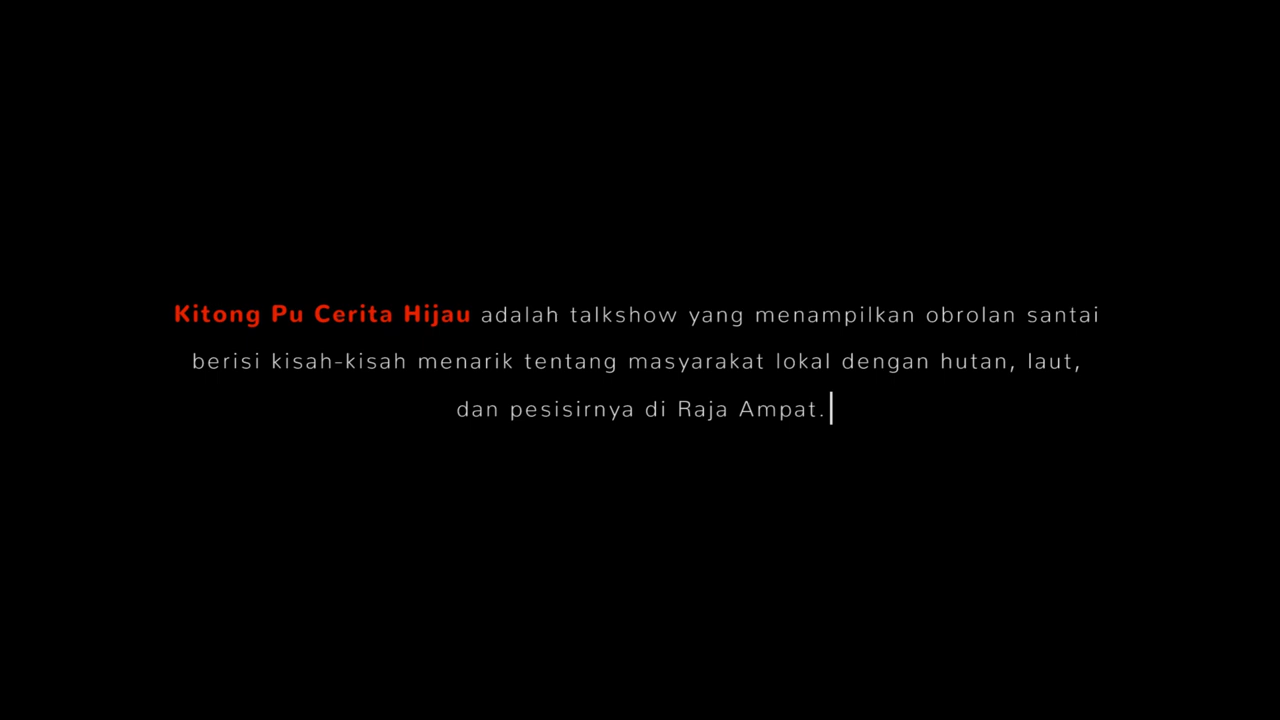 Kitong Pu Cerita Hijau adalah talkshow yang menampilkan obrolan santai
berisi kisah-kisah menarik tentang masyarakat lokal dengan hutan, laut,
dan pesisirnya di Raja Ampat.